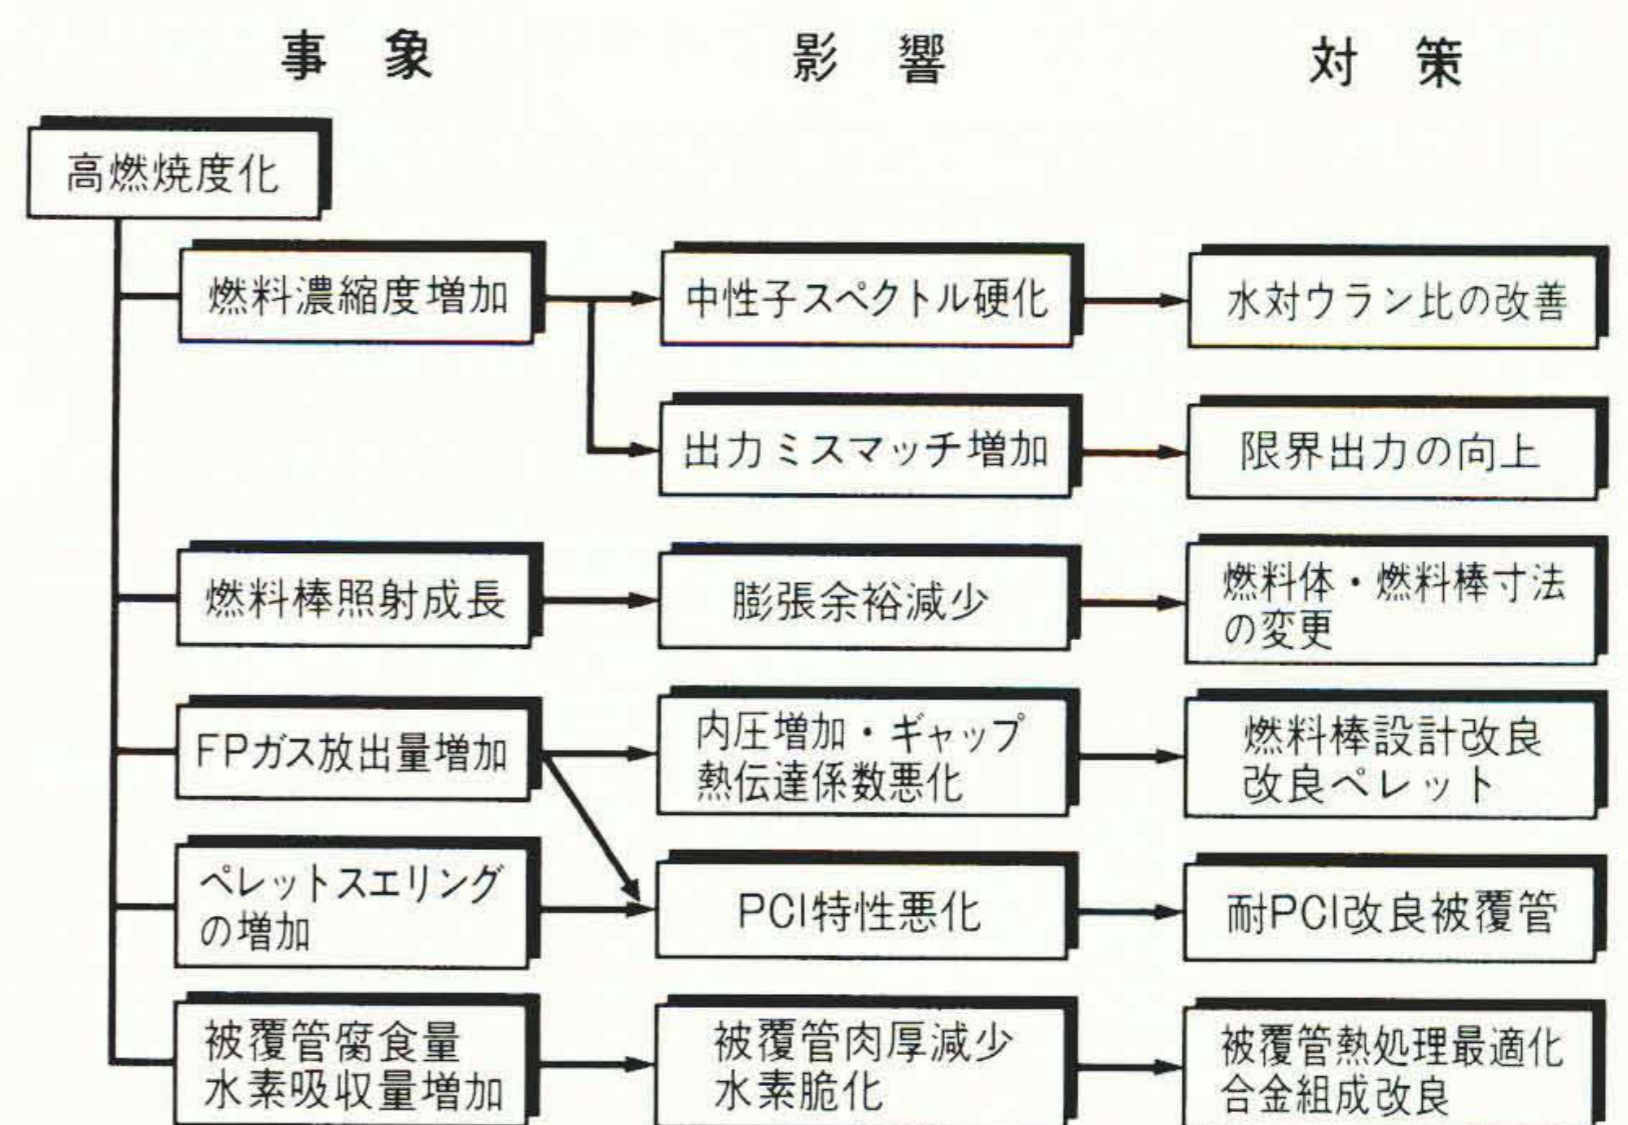 事象
影響
対策
高燃焼度化
燃料濃縮度増加
中性子スペクトル硬化
水対ウラン比の改善
出力ミスマッチ増加
限界出力の向上
燃料棒照射成長
膨張余裕減少
燃料体・燃料棒寸法
の変更
FPガス放出量増加
内圧増加・ギャップ
熱伝達係数悪化
燃料棒設計改良
改良ペレット
ペレットスエリング
の増加
PCI特性悪化
耐PCI改良被覆管
被覆管腐食量
水素吸収量増加
被覆管肉厚減少
水素脆化
被覆管熱処理最適化
合金組成改良